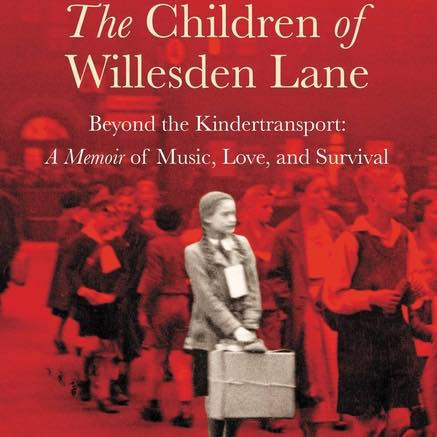 The Children of
Willesden Lane
Beyond the Kindertransport:
A Memoir of Music, Love, and Survival